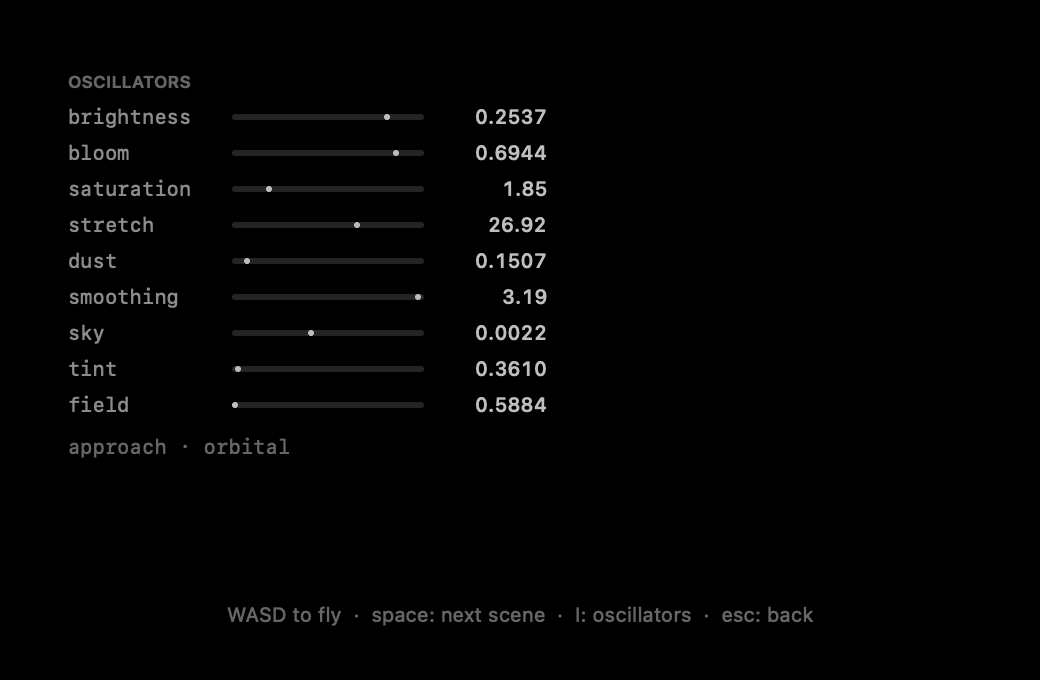 OSCILLATORS
brightness 0.2537
bloom 0.6944
saturation 1.85
stretch 26.92
dust 0.1507
smoothing 3.19
sky 0.0022
tint 0.3610
field 0.5884
approach · orbital
WASD to fly · space: next scene · I: oscillators · esc: back